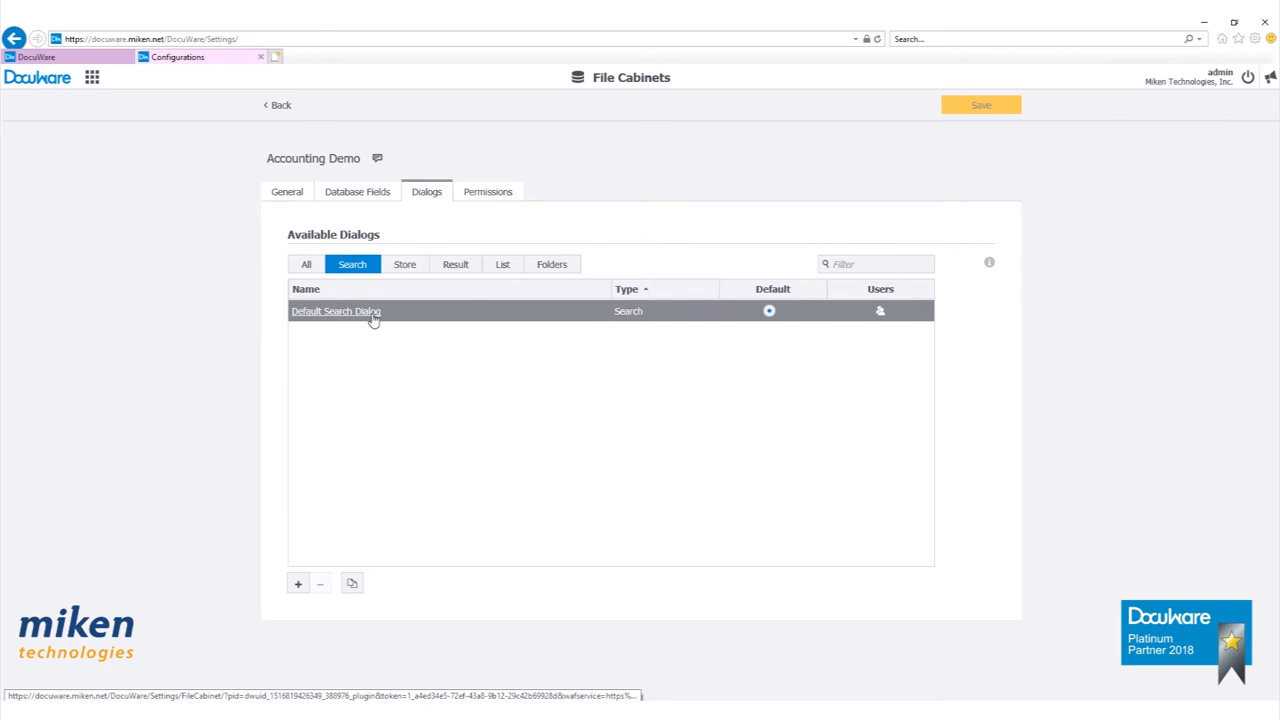 https://docuware.miken.net/DocuWare/Settings/
Search...
DocuWare
Configurations
DocuWare
File Cabinets
admin
Miken Technologies, Inc.
Back
Save
Accounting Demo
General
Database Fields
Dialogs
Permissions
Available Dialogs
All
Search
Store
Result
List
Folders
Filter
Name
Type
Default
Users
Default Search Dialog
Search
miken
technologies
DocuWare
Platinum
Partner 2018
https://docuware.miken.net/DocuWare/Settings/FileCabinet/?pid=dwuid_1516819426349_388976_plugin&token=1_a4ed34e5-72ef-43a8-9b12-29c42b69928d&wafservice=https%...